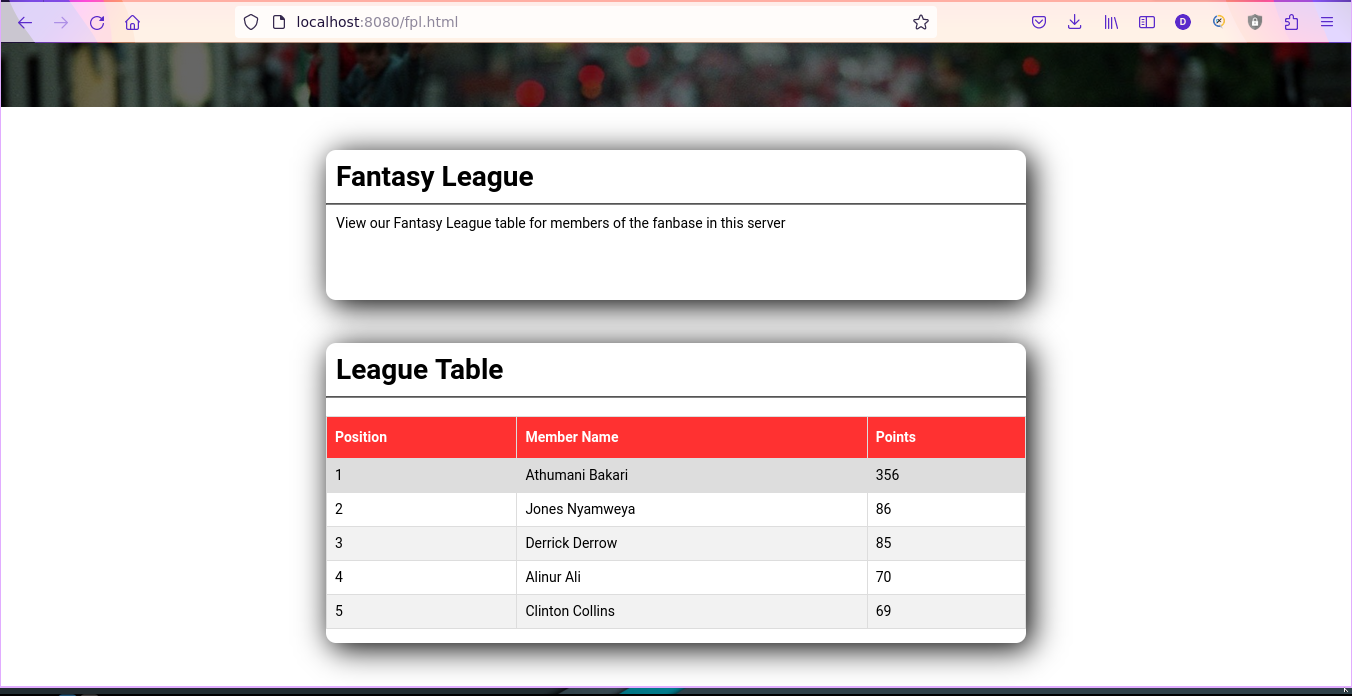 localhost:8080/fpl.html
D
Fantasy League
View our Fantasy League table for members of the fanbase in this server
League Table
Position Member Name Points
1 Athumani Bakari 356
2 Jones Nyamweya 86
3 Derrick Derrow 85
4 Alinur Ali 70
5 Clinton Collins 69